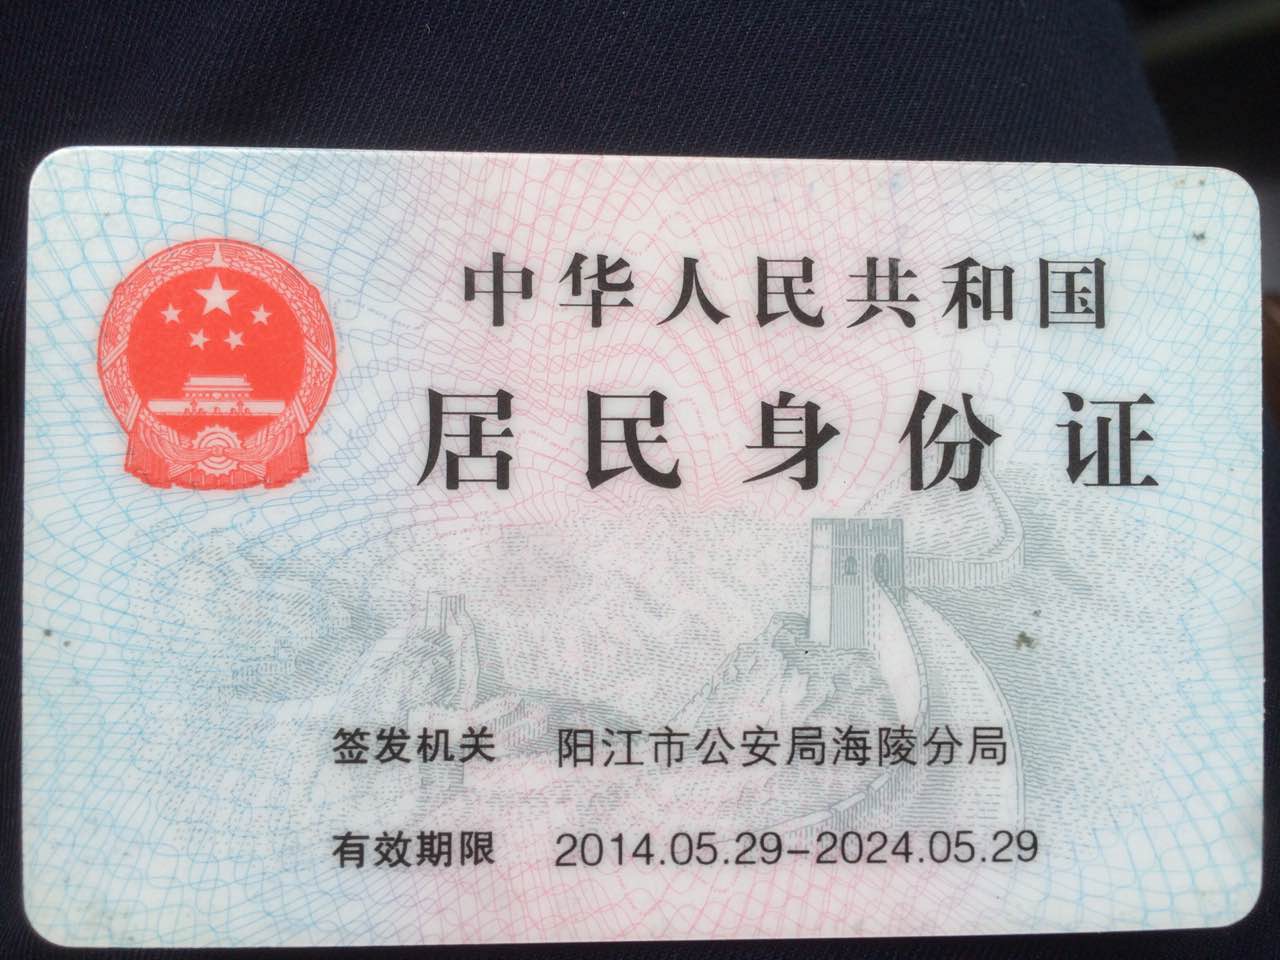 中华人民共和国
居民身份证
签发机关 阳江市公安局海陵分局
有效期限 2014.05.29-2024.05.29